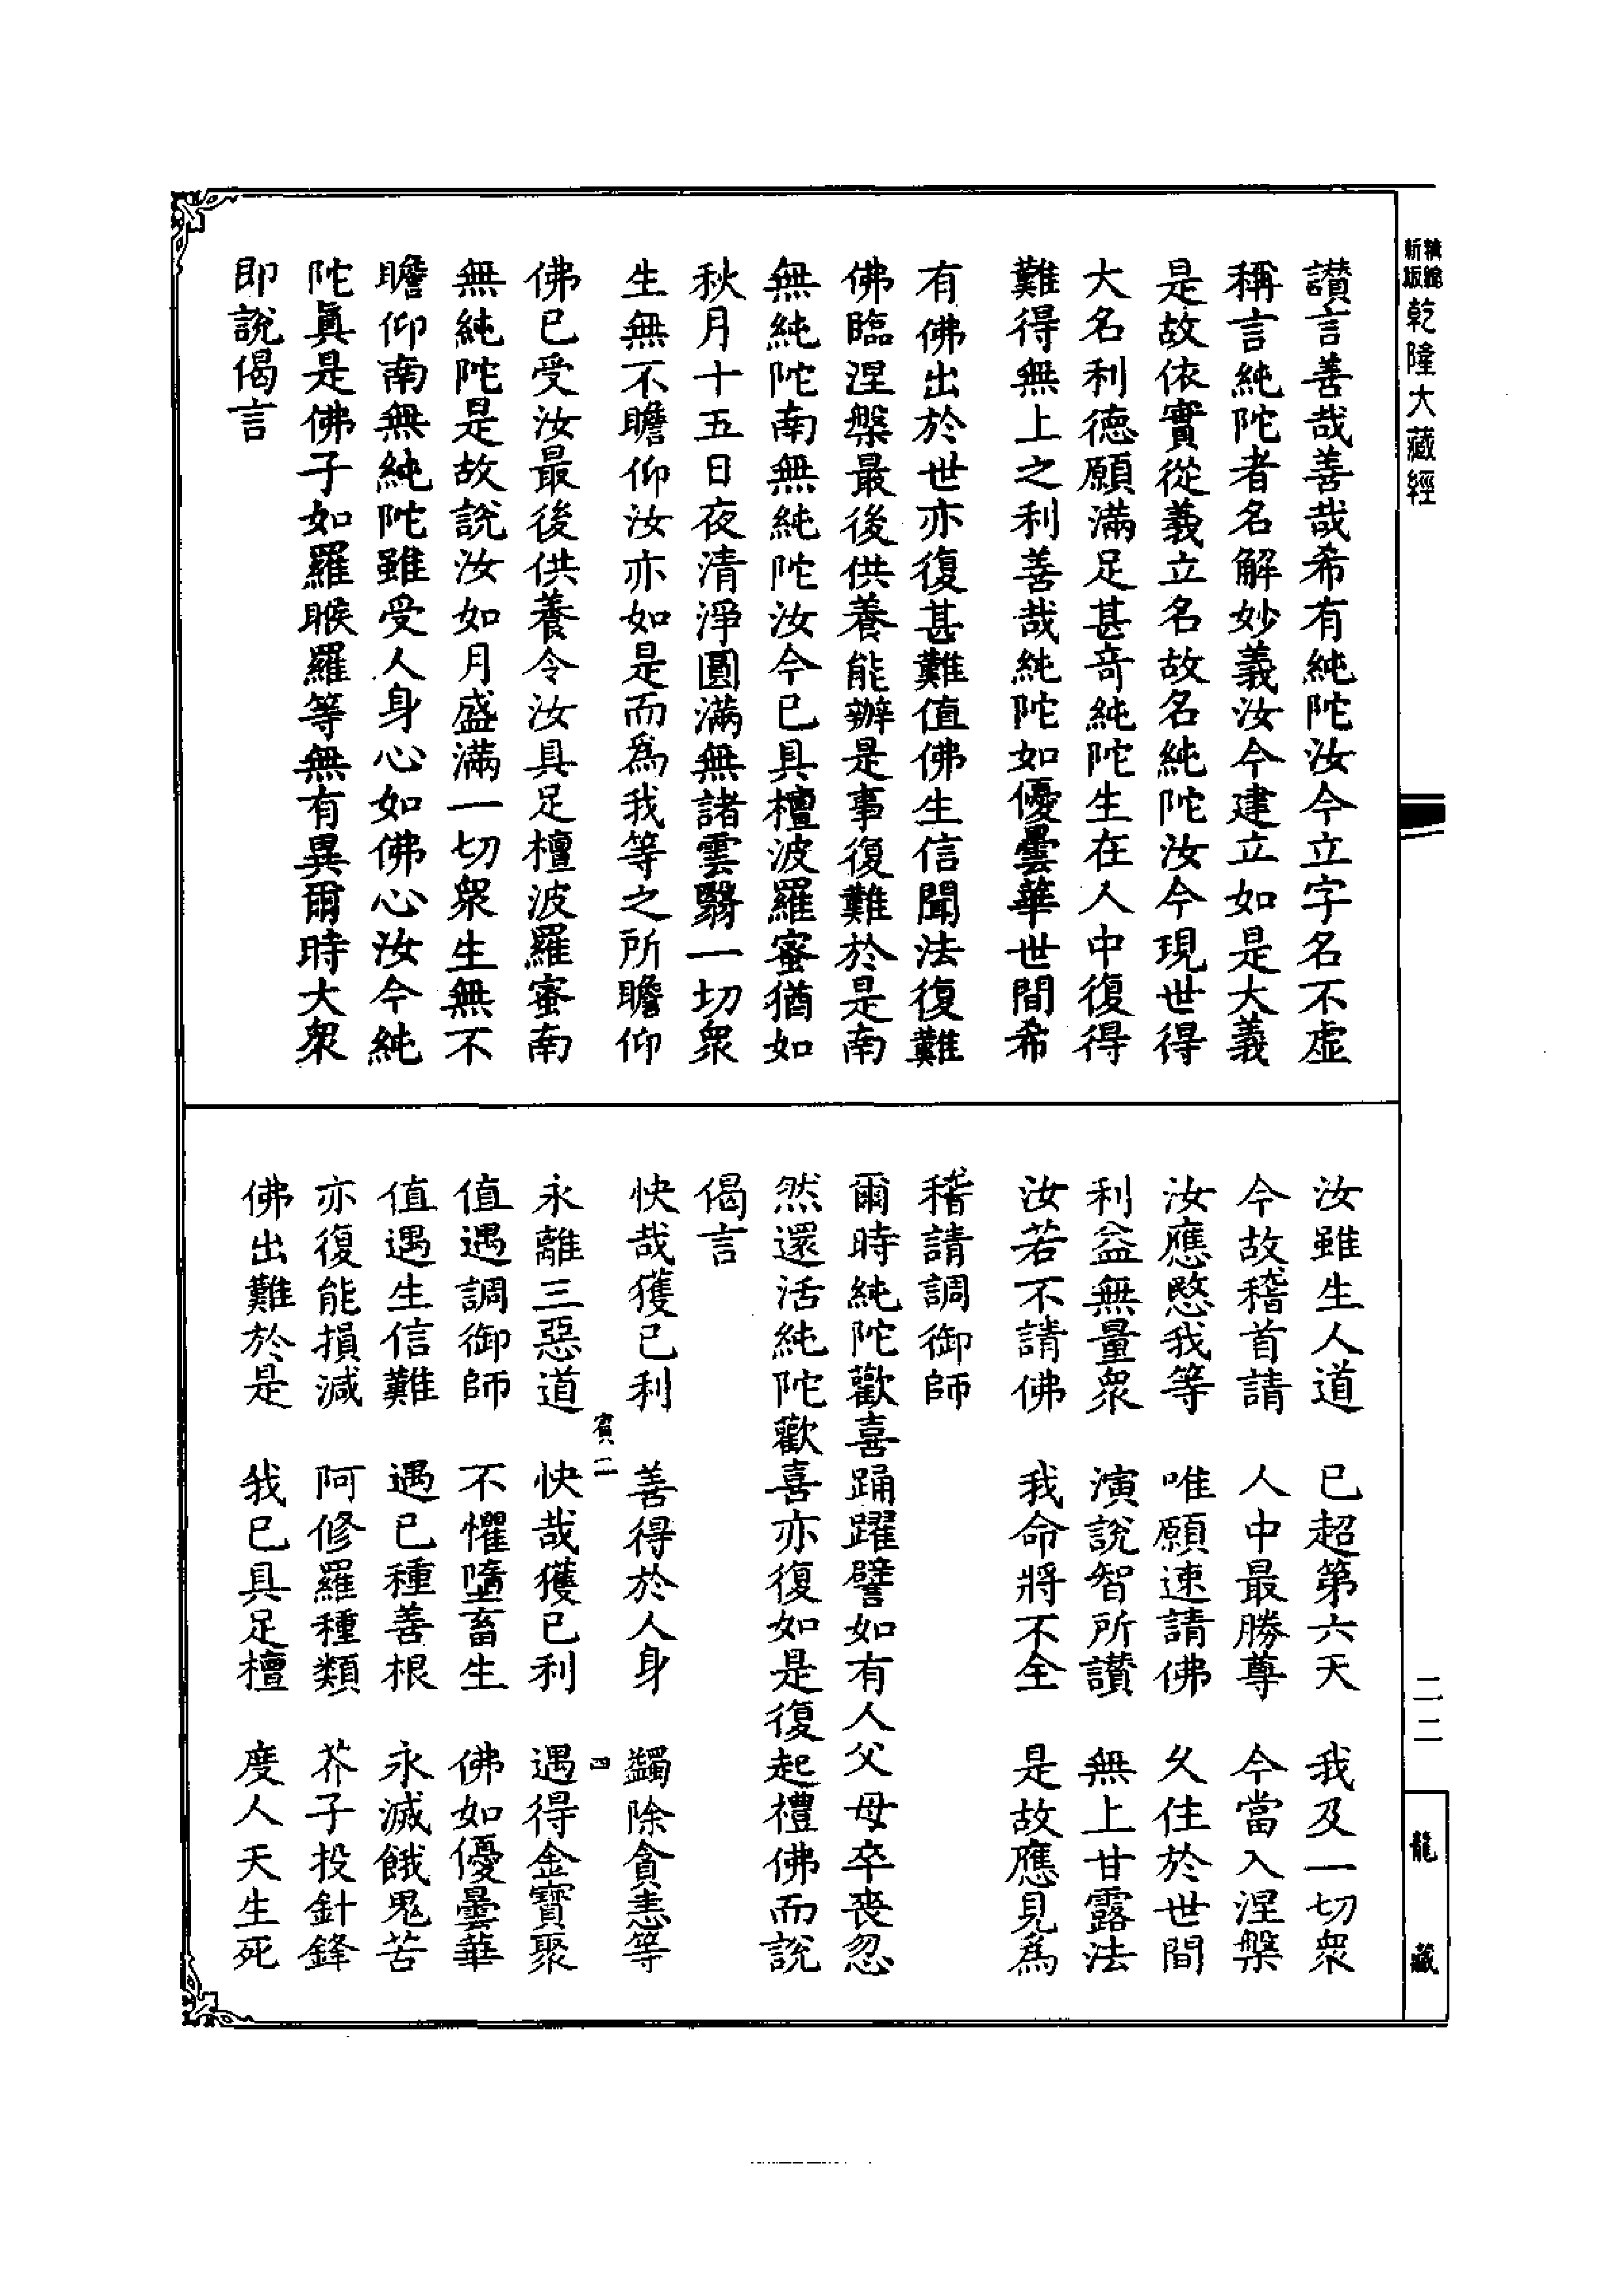 精縮
新版
乾隆大藏經
讃言善哉善哉希有純陀汝今立字名不虛
稱言純陀者名解妙義汝今建立如是大義
是故依實從義立名故名純陀汝今現世得
大名利德願滿足甚奇純陀生在人中復得
難得無上之利善哉純陀如優曇華世間希
有佛出於世亦復甚難值佛生信聞法復難
佛臨涅槃最後供養能辦是事復難於是南
無純陀南無純陀汝今已具檀波羅蜜猶如
秋月十五日夜清淨圓滿無諸雲翳一切眾
生無不瞻仰汝亦如是而為我等之所瞻仰
佛已受汝最後供養令汝具足檀波羅蜜南
無純陀是故說汝如月盛滿一切眾生無不
瞻仰南無純陀雖受人身心如佛心汝今純
陀真是佛子如羅睺羅等無有異爾時大眾
即說偈言
汝雖生人道　已超第六天　我及一切眾
今故稽首請　人中最勝尊　今當入涅槃
汝應愍我等　唯願速請佛　久住於世間
利益無量眾　演說智所讃　無上甘露法
汝若不請佛　我命將不全　是故應見為
稽請調御師
爾時純陀歡喜踊躍譬如有人父母卒喪忽
然還活純陀歡喜亦復如是復起禮佛而說
偈言
快哉獲已利　善得於人身　蠲除貪恚等
賓二　四
永離三惡道　快哉獲已利　遇得金寶聚
值遇調御師　不懼墮畜生　佛如優曇華
值遇生信難　遇已種善根　永滅餓鬼苦
亦復能損減　阿修羅種類　芥子投針鋒
佛出難於是　我已具足檀　度人天生死
二二
龍藏